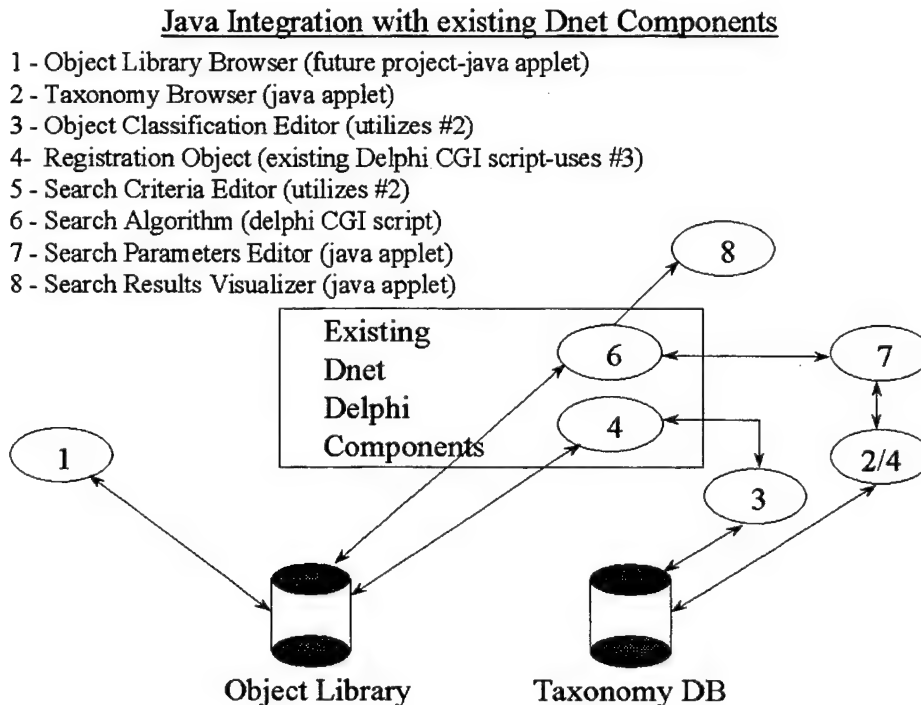 Java Integration with existing Dnet Components
1 - Object Library Browser (future project-java applet)
2 - Taxonomy Browser (java applet)
3 - Object Classification Editor (utilizes #2)
4- Registration Object (existing Delphi CGI script-uses #3)
5 - Search Criteria Editor (utilizes #2)
6 - Search Algorithm (delphi CGI script)
7 - Search Parameters Editor (java applet)
8 - Search Results Visualizer (java applet)
8
Existing
Dnet
Delphi
Components
6
7
4
1
2/4
3
Object Library
Taxonomy DB